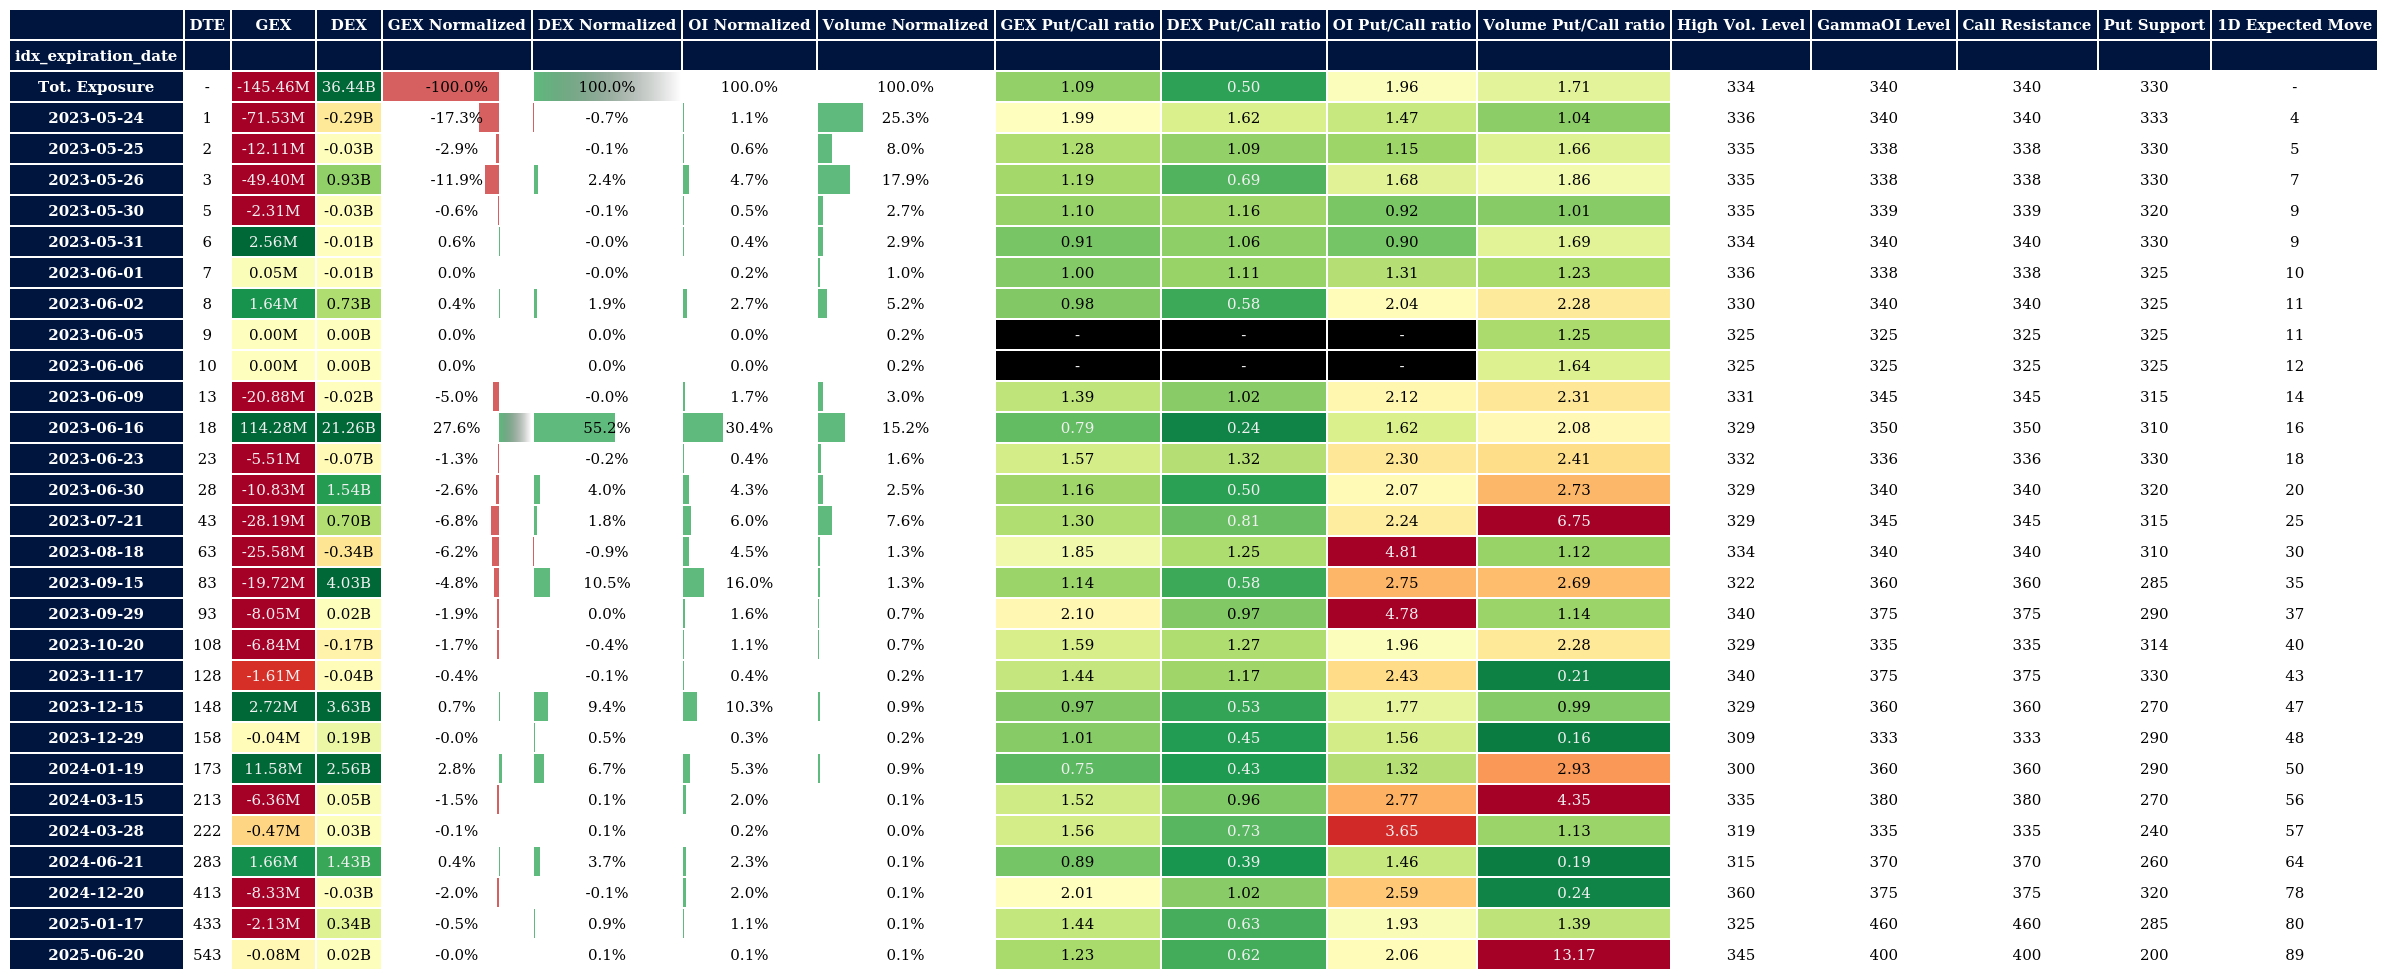 DTE GEX DEX GEX Normalized DEX Normalized OI Normalized Volume Normalized GEX Put/Call ratio DEX Put/Call ratio OI Put/Call ratio Volume Put/Call ratio High Vol. Level GammaOI Level Call Resistance Put Support 1D Expected Move
idx_expiration_date
Tot. Exposure - -145.46M 36.44B -100.0% 100.0% 100.0% 100.0% 1.09 0.50 1.96 1.71 334 340 340 330 -
2023-05-24 1 -71.53M -0.29B -17.3% -0.7% 1.1% 25.3% 1.99 1.62 1.47 1.04 336 340 340 333 4
2023-05-25 2 -12.11M -0.03B -2.9% -0.1% 0.6% 8.0% 1.28 1.09 1.15 1.66 335 338 338 330 5
2023-05-26 3 -49.40M 0.93B -11.9% 2.4% 4.7% 17.9% 1.19 0.69 1.68 1.86 335 338 338 330 7
2023-05-30 5 -2.31M -0.03B -0.6% -0.1% 0.5% 2.7% 1.10 1.16 0.92 1.01 335 339 339 320 9
2023-05-31 6 2.56M -0.01B 0.6% -0.0% 0.4% 2.9% 0.91 1.06 0.90 1.69 334 340 340 330 9
2023-06-01 7 0.05M -0.01B 0.0% -0.0% 0.2% 1.0% 1.00 1.11 1.31 1.23 336 338 338 325 10
2023-06-02 8 1.64M 0.73B 0.4% 1.9% 2.7% 5.2% 0.98 0.58 2.04 2.28 330 340 340 325 11
2023-06-05 9 0.00M 0.00B 0.0% 0.0% 0.0% 0.2% - - - 1.25 325 325 325 325 11
2023-06-06 10 0.00M 0.00B 0.0% 0.0% 0.0% 0.2% - - - 1.64 325 325 325 325 12
2023-06-09 13 -20.88M -0.02B -5.0% -0.0% 1.7% 3.0% 1.39 1.02 2.12 2.31 331 345 345 315 14
2023-06-16 18 114.28M 21.26B 27.6% 55.2% 30.4% 15.2% 0.79 0.24 1.62 2.08 329 350 350 310 16
2023-06-23 23 -5.51M -0.07B -1.3% -0.2% 0.4% 1.6% 1.57 1.32 2.30 2.41 332 336 336 330 18
2023-06-30 28 -10.83M 1.54B -2.6% 4.0% 4.3% 2.5% 1.16 0.50 2.07 2.73 329 340 340 320 20
2023-07-21 43 -28.19M 0.70B -6.8% 1.8% 6.0% 7.6% 1.30 0.81 2.24 6.75 329 345 345 315 25
2023-08-18 63 -25.58M -0.34B -6.2% -0.9% 4.5% 1.3% 1.85 1.25 4.81 1.12 334 340 340 310 30
2023-09-15 83 -19.72M 4.03B -4.8% 10.5% 16.0% 1.3% 1.14 0.58 2.75 2.69 322 360 360 285 35
2023-09-29 93 -8.05M 0.02B -1.9% 0.0% 1.6% 0.7% 2.10 0.97 4.78 1.14 340 375 375 290 37
2023-10-20 108 -6.84M -0.17B -1.7% -0.4% 1.1% 0.7% 1.59 1.27 1.96 2.28 329 335 335 314 40
2023-11-17 128 -1.61M -0.04B -0.4% -0.1% 0.4% 0.2% 1.44 1.17 2.43 0.21 340 375 375 330 43
2023-12-15 148 2.72M 3.63B 0.7% 9.4% 10.3% 0.9% 0.97 0.53 1.77 0.99 329 360 360 270 47
2023-12-29 158 -0.04M 0.19B -0.0% 0.5% 0.3% 0.2% 1.01 0.45 1.56 0.16 309 333 333 290 48
2024-01-19 173 11.58M 2.56B 2.8% 6.7% 5.3% 0.9% 0.75 0.43 1.32 2.93 300 360 360 290 50
2024-03-15 213 -6.36M 0.05B -1.5% 0.1% 2.0% 0.1% 1.52 0.96 2.77 4.35 335 380 380 270 56
2024-03-28 222 -0.47M 0.03B -0.1% 0.1% 0.2% 0.0% 1.56 0.73 3.65 1.13 319 335 335 240 57
2024-06-21 283 1.66M 1.43B 0.4% 3.7% 2.3% 0.1% 0.89 0.39 1.46 0.19 315 370 370 260 64
2024-12-20 413 -8.33M -0.03B -2.0% -0.1% 2.0% 0.1% 2.01 1.02 2.59 0.24 360 375 375 320 78
2025-01-17 433 -2.13M 0.34B -0.5% 0.9% 1.1% 0.1% 1.44 0.63 1.93 1.39 325 460 460 285 80
2025-06-20 543 -0.08M 0.02B -0.0% 0.1% 0.1% 0.1% 1.23 0.62 2.06 13.17 345 400 400 200 89